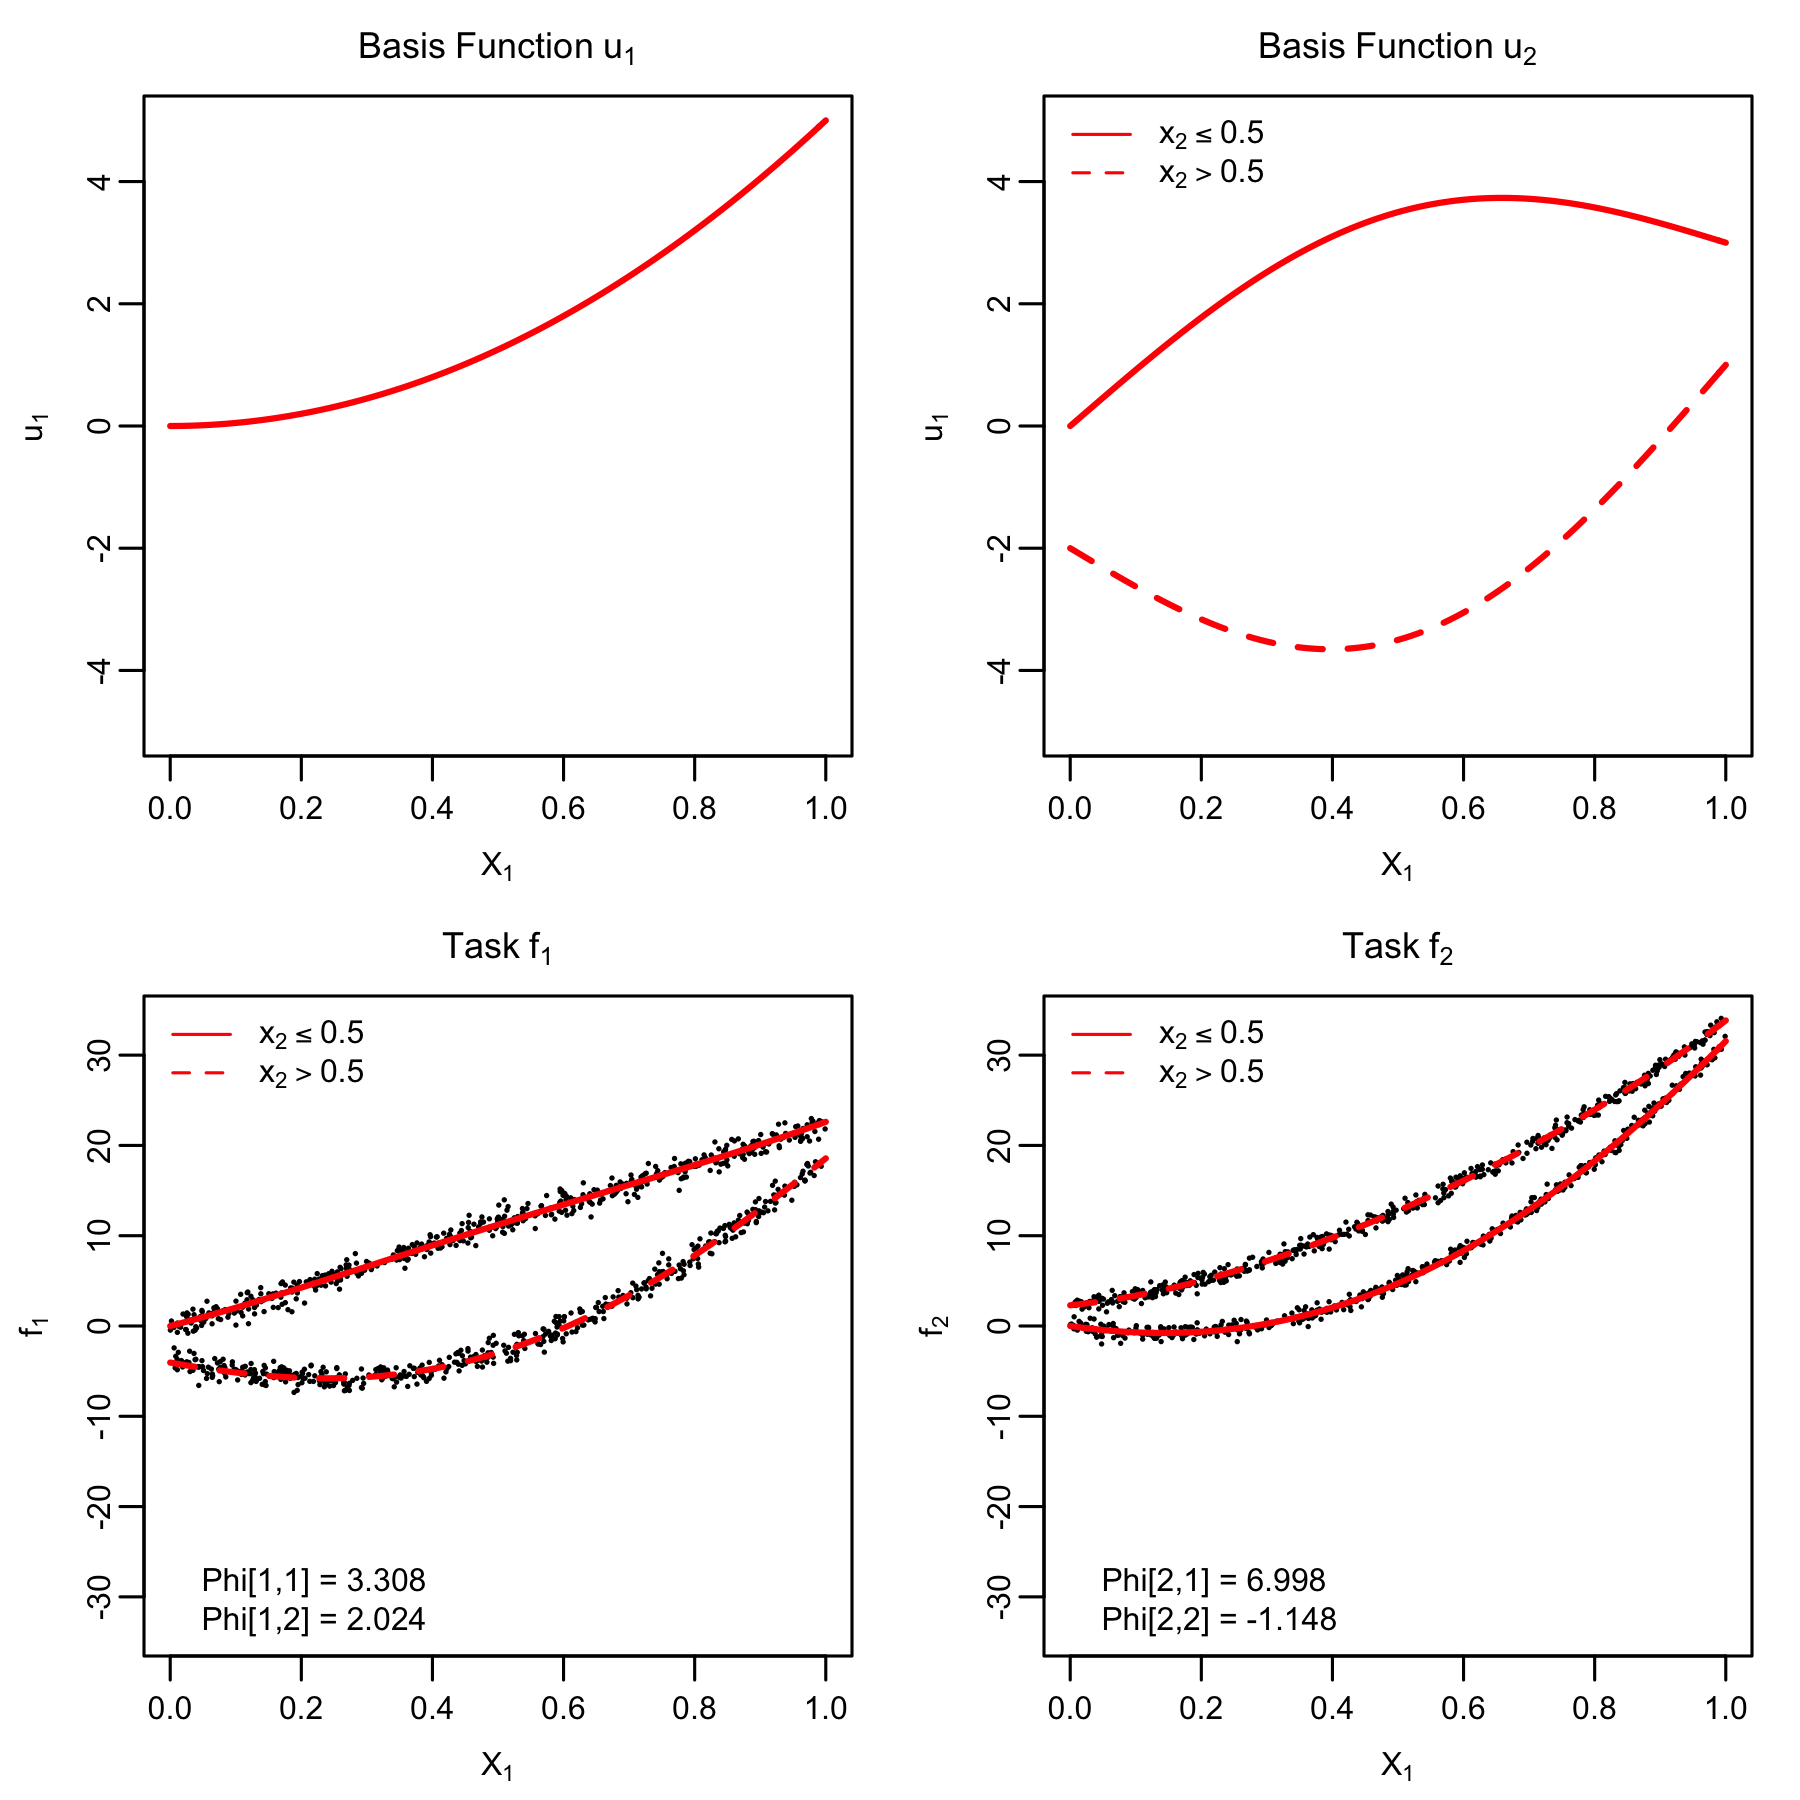 Basis Function u1
u1
4
2
0
-2
-4
0.0 0.2 0.4 0.6 0.8 1.0
X1
Basis Function u2
x2 ≤ 0.5
x2 > 0.5
u1
4
2
0
-2
-4
0.0 0.2 0.4 0.6 0.8 1.0
X1
Task f1
x2 ≤ 0.5
x2 > 0.5
f1
30
20
10
0
-10
-20
-30
Phi[1,1] = 3.308
Phi[1,2] = 2.024
0.0 0.2 0.4 0.6 0.8 1.0
X1
Task f2
x2 ≤ 0.5
x2 > 0.5
f2
30
20
10
0
-10
-20
-30
Phi[2,1] = 6.998
Phi[2,2] = -1.148
0.0 0.2 0.4 0.6 0.8 1.0
X1